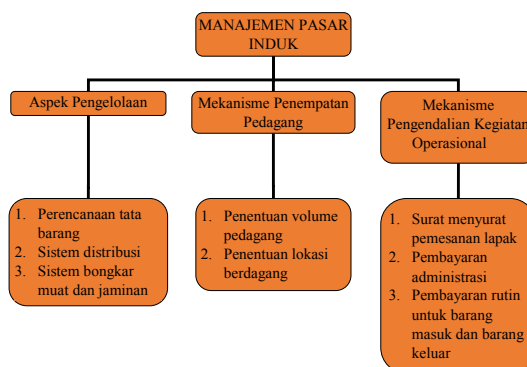 MANAJEMEN PASAR
INDUK
Aspek Pengelolaan
Mekanisme Penempatan
Pedagang
Mekanisme
Pengendalian Kegiatan
Operasional
1. Perencanaan tata
barang
2. Sistem distribusi
3. Sistem bongkar
muat dan jaminan
1. Penentuan volume
pedagang
2. Penentuan lokasi
berdagang
1. Surat menyurat
pemesanan lapak
2. Pembayaran
administrasi
3. Pembayaran rutin
untuk barang
masuk dan barang
keluar